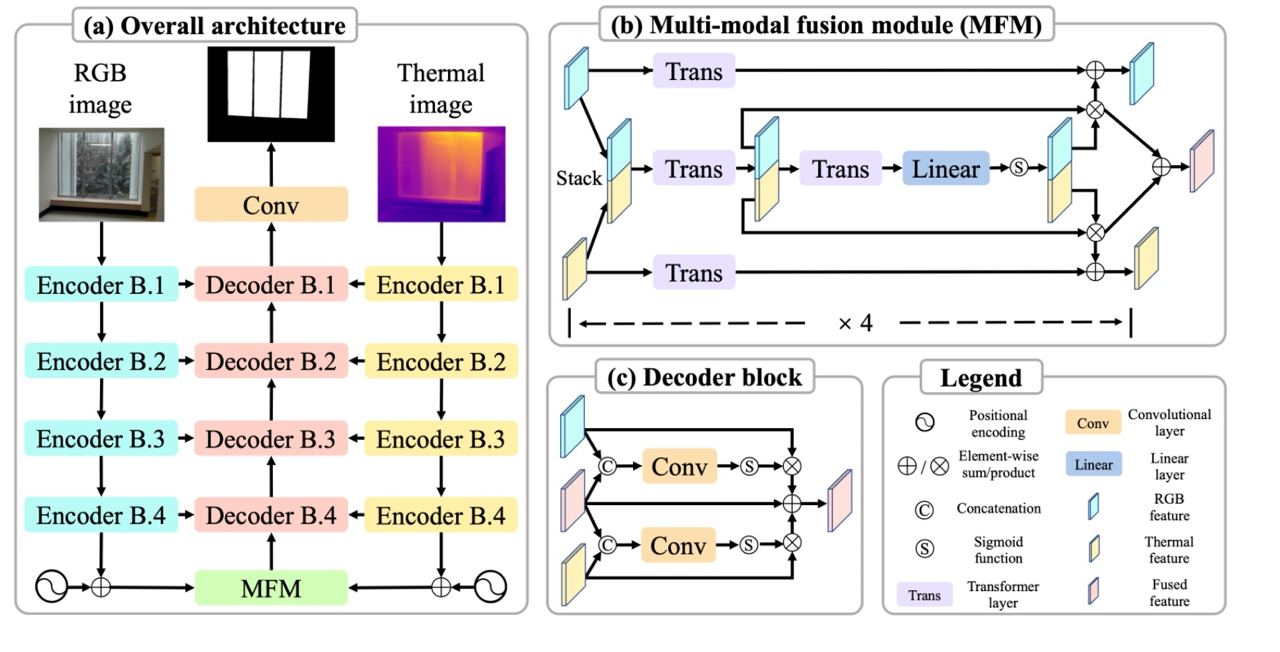 (a) Overall architecture
RGB
image
Thermal
image
Conv
Encoder B.1
Decoder B.1
Encoder B.1
Encoder B.2
Decoder B.2
Encoder B.2
Encoder B.3
Decoder B.3
Encoder B.3
Encoder B.4
Decoder B.4
Encoder B.4
MFM
(b) Multi-modal fusion module (MFM)
Trans
Stack
Trans
Trans
Linear
S
Trans
× 4
(c) Decoder block
C
Conv
S
C
Conv
S
Legend
Positional
encoding
Conv
Convolutional
layer
/
Element-wise
sum/product
Linear
Linear
layer
C
Concatenation
RGB
feature
S
Sigmoid
function
Thermal
feature
Trans
Transformer
layer
Fused
feature